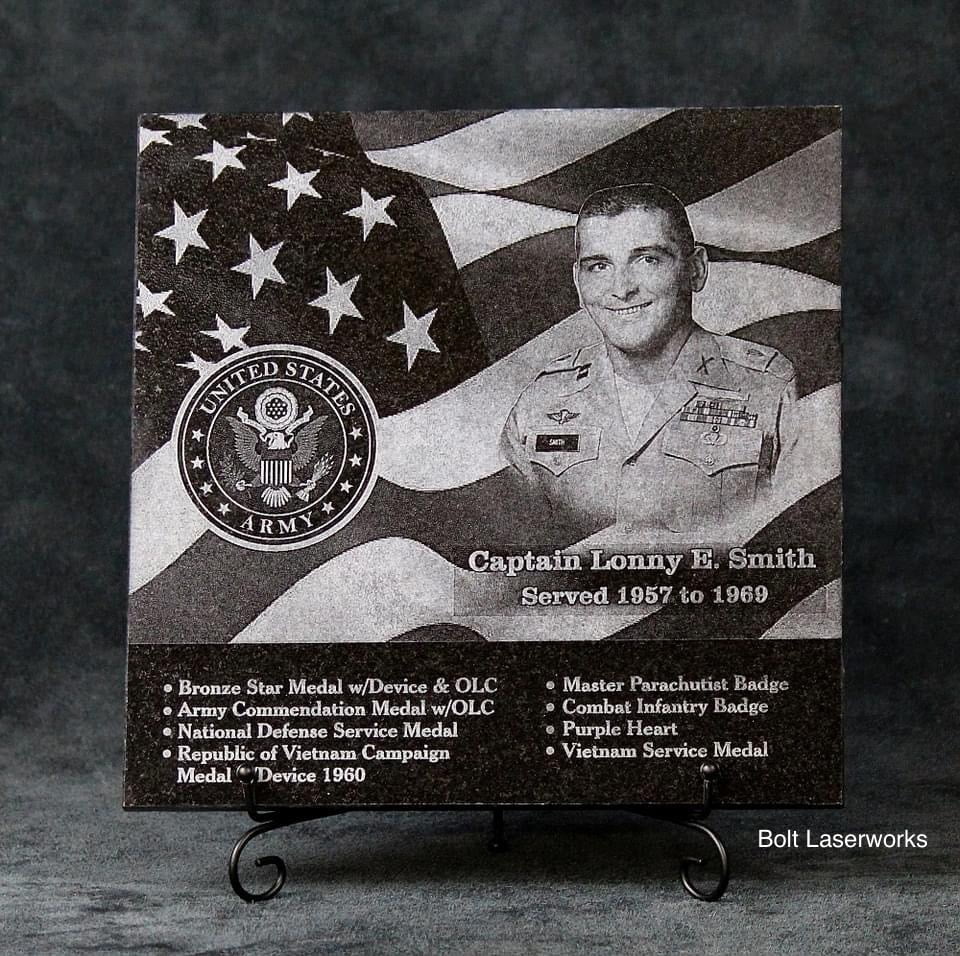 UNITED STATES
ARMY
SMITH
Captain Lonny E. Smith
Served 1957 to 1969
• Bronze Star Medal w/Device & OLC
• Army Commendation Medal w/OLC
• National Defense Service Medal
• Republic of Vietnam Campaign
Medal /Device 1960
• Master Parachutist Badge
• Combat Infantry Badge
• Purple Heart
• Vietnam Service Medal
Bolt Laserworks